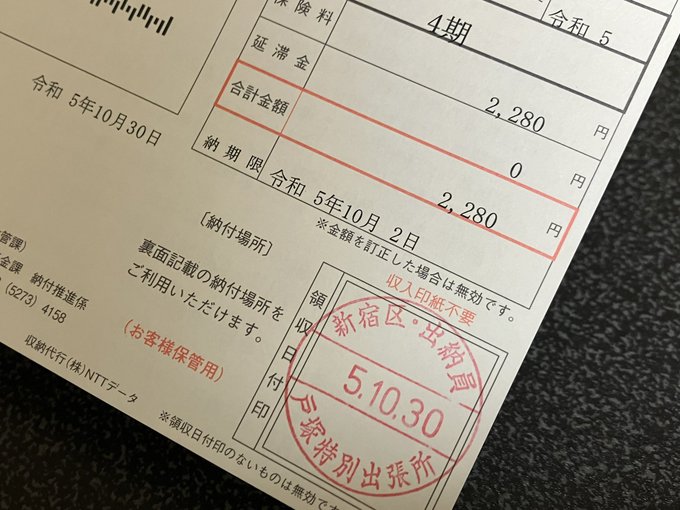 保険料
令和 5
4期
2,280 円
延滞金
0 円
合計金額
2,280 円
納期限
令和 5年10月 2日
※金額を訂正した場合は無効です。
令和 5年10月30日
〔納付場所〕
裏面記載の納付場所を
ご利用いただけます。
(お客様保管用)
管課)
金課 納付推進係
(5273) 4158
収納代行(株)NTTデータ
収入印紙不要
領収日付印
新宿区・出納員
5.10.30
戸塚特別出張所
※領収日付印のないものは無効です